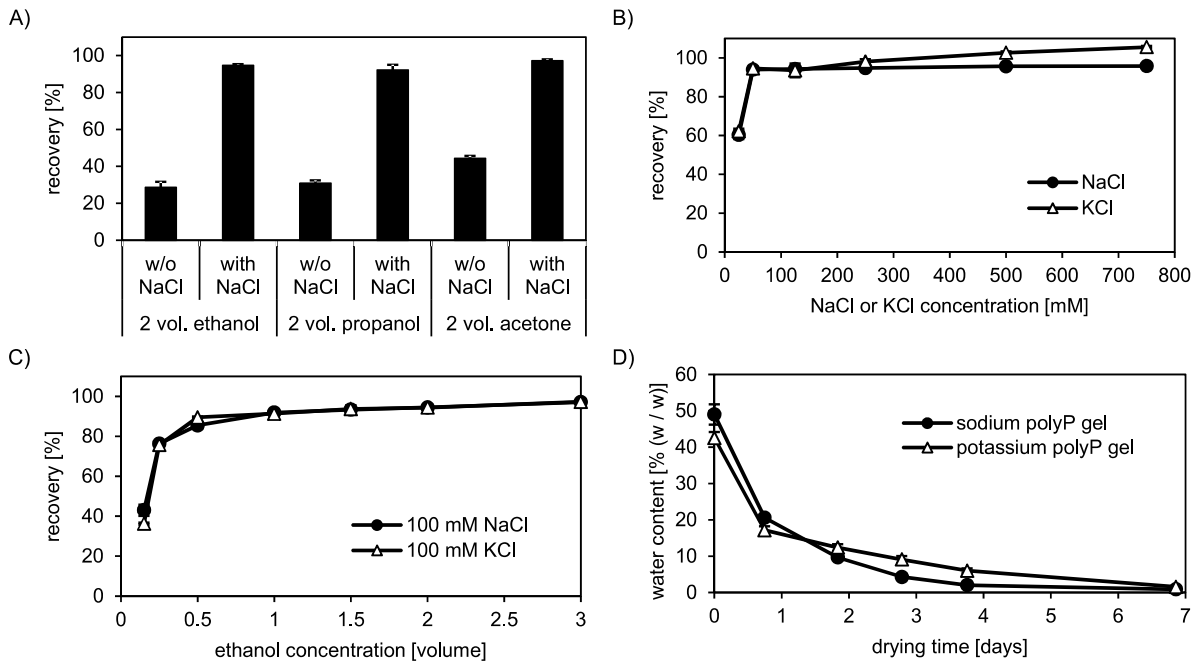 A)
recovery [%]
100
80
60
40
20
0
w/o NaCl
with NaCl
w/o NaCl
with NaCl
w/o NaCl
with NaCl
2 vol. ethanol
2 vol. propanol
2 vol. acetone
B)
recovery [%]
100
80
60
40
20
0
NaCl
KCl
0 100 200 300 400 500 600 700 800
NaCl or KCl concentration [mM]
C)
recovery [%]
100
80
60
40
20
0
100 mM NaCl
100 mM KCl
0 0.5 1 1.5 2 2.5 3
ethanol concentration [volume]
D)
water content [% (w / w)]
60
50
40
30
20
10
0
sodium polyP gel
potassium polyP gel
0 1 2 3 4 5 6 7
drying time [days]